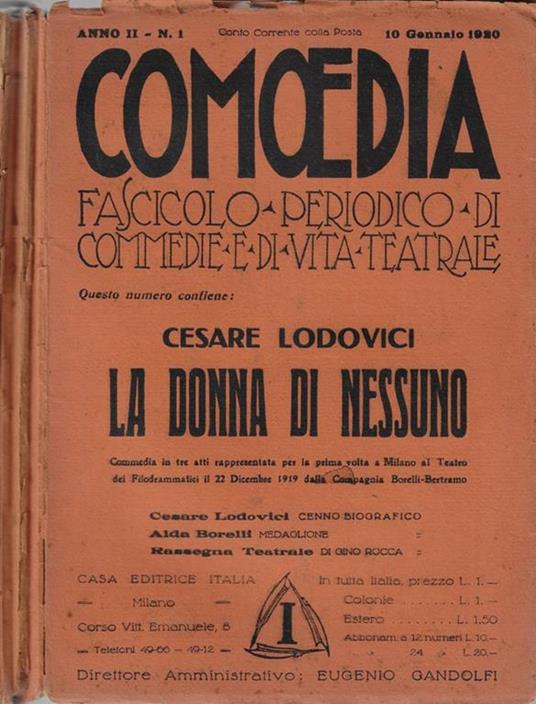 ANNO II - N. 1 Conto Corrente colla Posta 10 Gennaio 1920
COMŒDIA
FASCICOLO PERIODICO DI
COMMEDIE E DI VITA TEATRALE
Questo numero contiene:
CESARE LODOVICI
LA DONNA DI NESSUNO
Commedia in tre atti rappresentata per la prima volta a Milano al Teatro
dei Filodrammatici il 22 Dicembre 1919 dalla Compagnia Borelli-Bertramo
Cesare Lodovici CENNO BIOGRAFICO
Alda Borelli MEDAGLIONE =
Rassegna Teatrale DI GINO ROCCA =
CASA EDITRICE ITALIA
— Milano —
Corso Vitt. Emanuele, 8
— Telefoni 49-66 - 49-12 —
I
In tutta Italia, prezzo L. 1.—
Colonie . . . . . . . L. 1.—
Estero . . . . . . . L. 1.50
Abbonam. a 12 numeri L. 10.—
» 24 » L. 20.—
Direttore Amministrativo: EUGENIO GANDOLFI